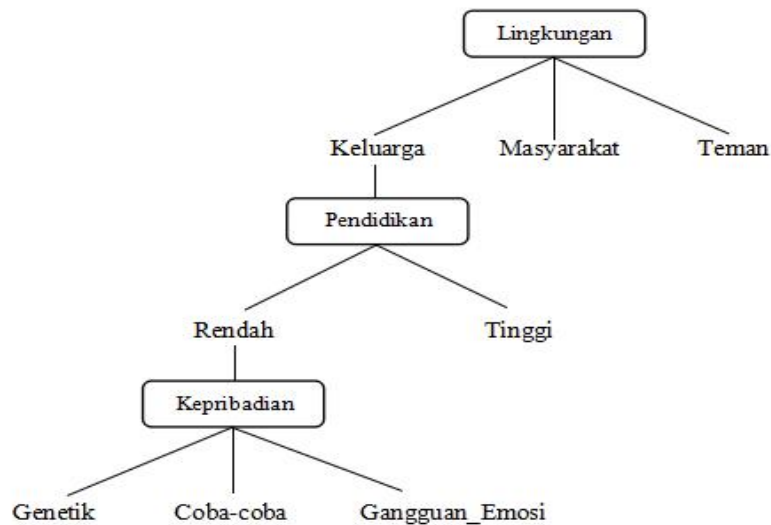 Lingkungan
Keluarga Masyarakat Teman
Pendidikan
Rendah Tinggi
Kepribadian
Genetik Coba-coba Gangguan_Emosi